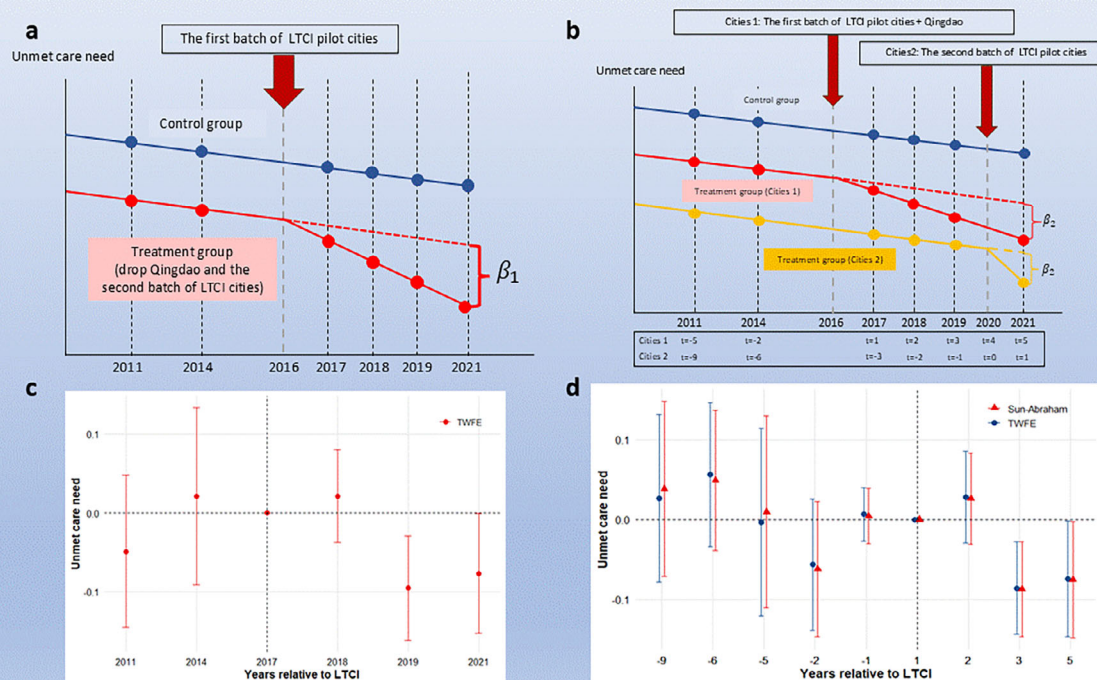 a
The first batch of LTCI pilot cities
Unmet care need
Control group
Treatment group
(drop Qingdao and the
second batch of LTCI cities)
β1
2011 2014 2016 2017 2018 2019 2021
b
Cities 1: The first batch of LTCI pilot cities + Qingdao
Cities2: The second batch of LTCI pilot cities
Unmet care need
Control group
Treatment group (Cities 1)
β2
Treatment group (Cities 2)
β2
2011 2014 2016 2017 2018 2019 2020 2021
Cities 1 t=-5 t=-2 t=1 t=2 t=3 t=4 t=5
Cities 2 t=-9 t=-6 t=-3 t=-2 t=-1 t=0 t=1
c
TWFE
0.1
0.0
-0.1
Unmet care need
2011 2014 2017 2018 2019 2021
Years relative to LTCI
d
Sun-Abraham
TWFE
0.1
0.0
-0.1
Unmet care need
-9 -6 -5 -2 -1 1 2 3 5
Years relative to LTCI